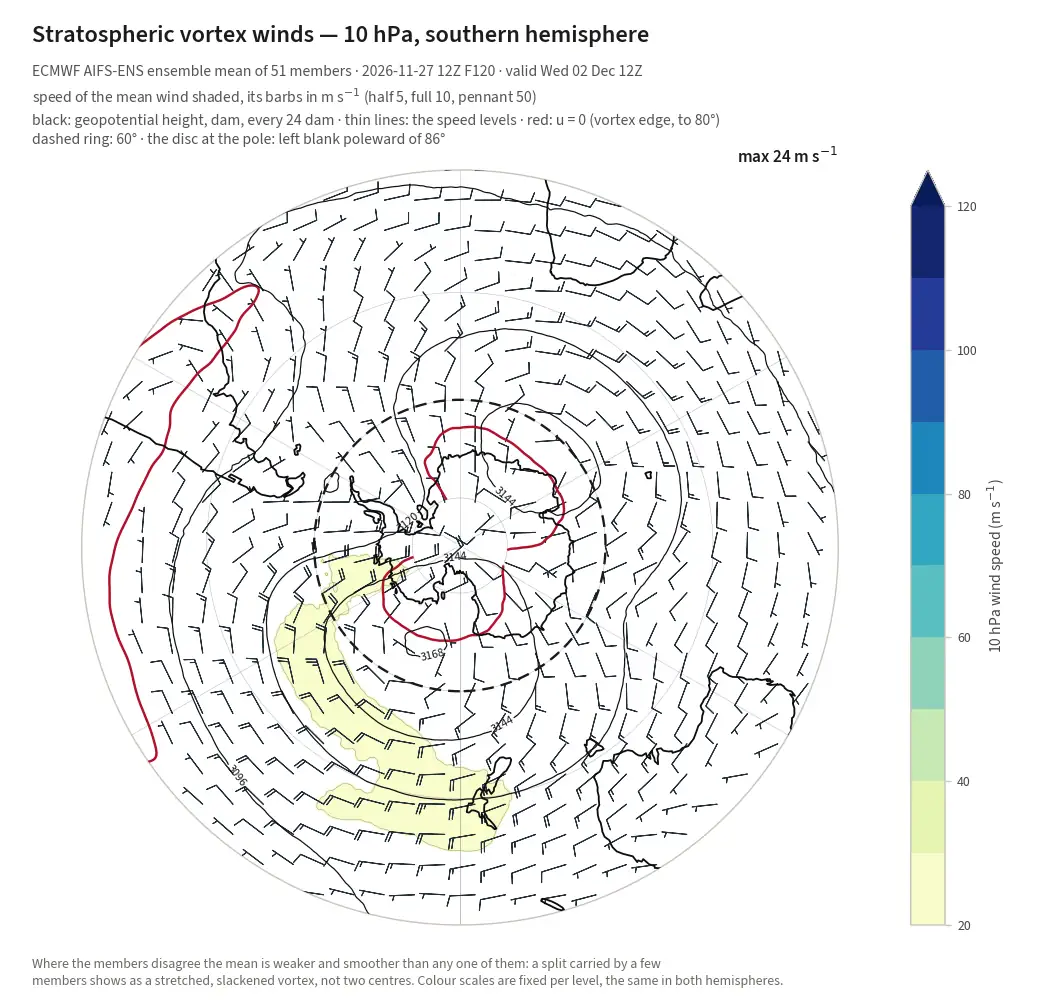 Stratospheric vortex winds — 10 hPa, southern hemisphere
ECMWF AIFS-ENS ensemble mean of 51 members · 2026-11-27 12Z F120 · valid Wed 02 Dec 12Z
speed of the mean wind shaded, its barbs in m s⁻¹ (half 5, full 10, pennant 50)
black: geopotential height, dam, every 24 dam · thin lines: the speed levels · red: u = 0 (vortex edge, to 80°)
dashed ring: 60° · the disc at the pole: left blank poleward of 86°
max 24 m s⁻¹
120
100
80
60
40
20
10 hPa wind speed (m s⁻¹)
3144
3120
3144
3168
3144
3096
Where the members disagree the mean is weaker and smoother than any one of them: a split carried by a few
members shows as a stretched, slackened vortex, not two centres. Colour scales are fixed per level, the same in both hemispheres.